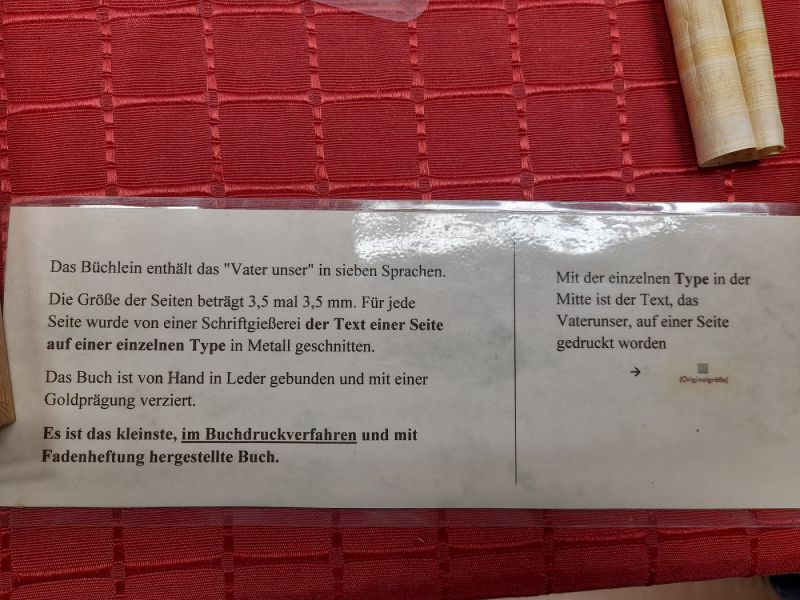 Das Büchlein enthält das "Vater unser" in sieben Sprachen.
Die Größe der Seiten beträgt 3,5 mal 3,5 mm. Für jede
Seite wurde von einer Schriftgießerei der Text einer Seite
auf einer einzelnen Type in Metall geschnitten.
Das Buch ist von Hand in Leder gebunden und mit einer
Goldprägung verziert.
Es ist das kleinste, im Buchdruckverfahren und mit
Fadenheftung hergestellte Buch.
Mit der einzelnen Type in der
Mitte ist der Text, das
Vaterunser, auf einer Seite
gedruckt worden
→
(Originalgröße)